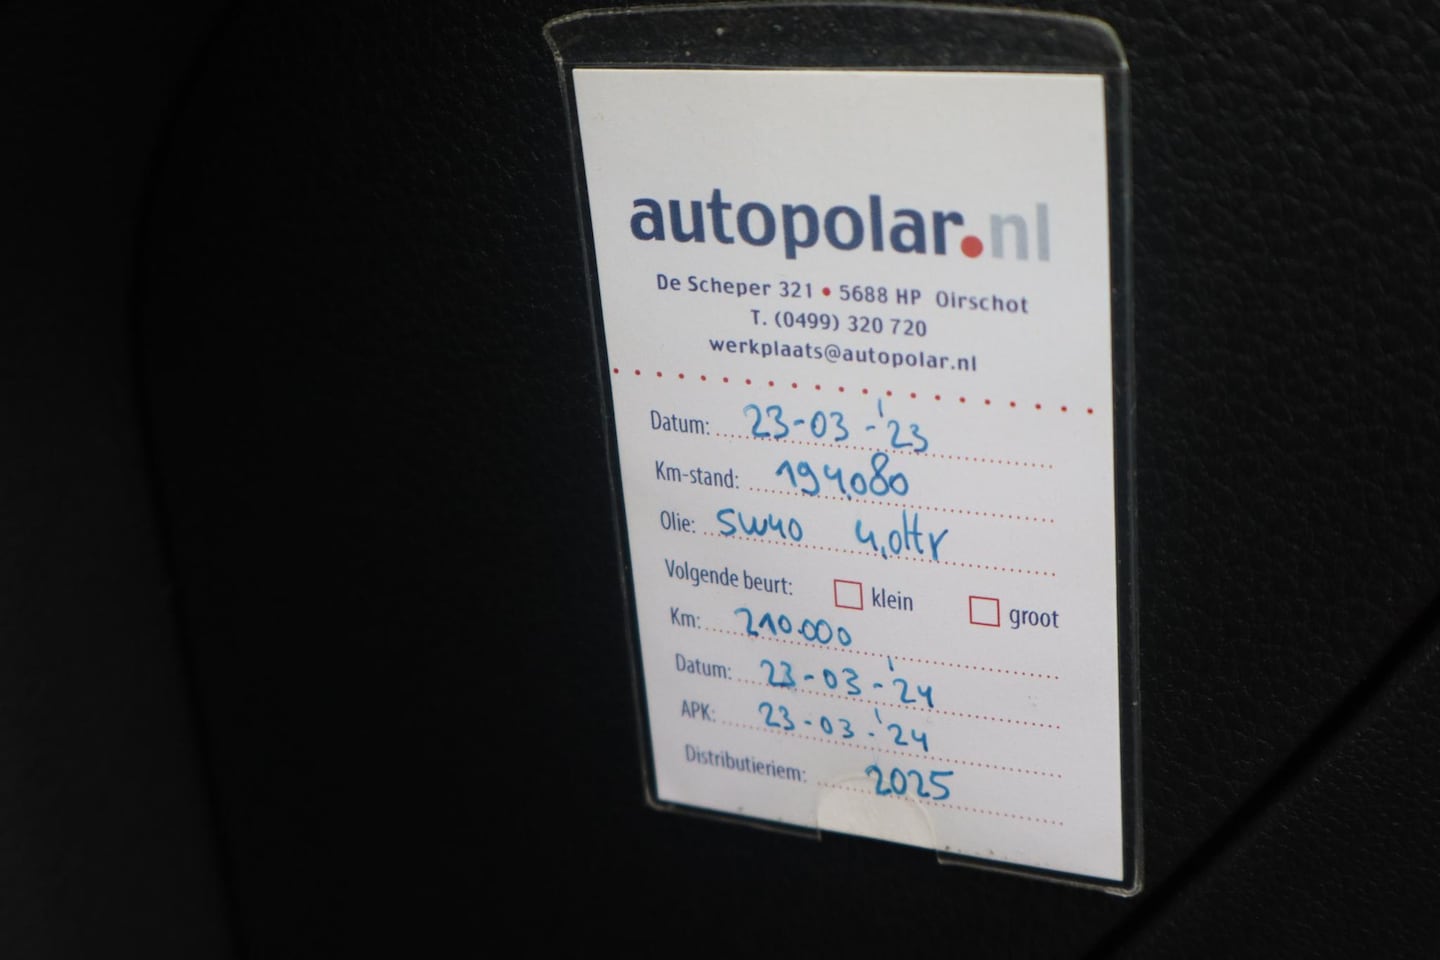 autopolar.nl
De Scheper 321 • 5688 HP Oirschot
T. (0499) 320 720
werkplaats@autopolar.nl
Datum: 23-03-'23
Km-stand: 194.080
Olie: 5W40 4,0ltr
Volgende beurt: klein groot
Km: 210.000
Datum: 23-03-'24
APK: 23-03-'24
Distributieriem: 2025